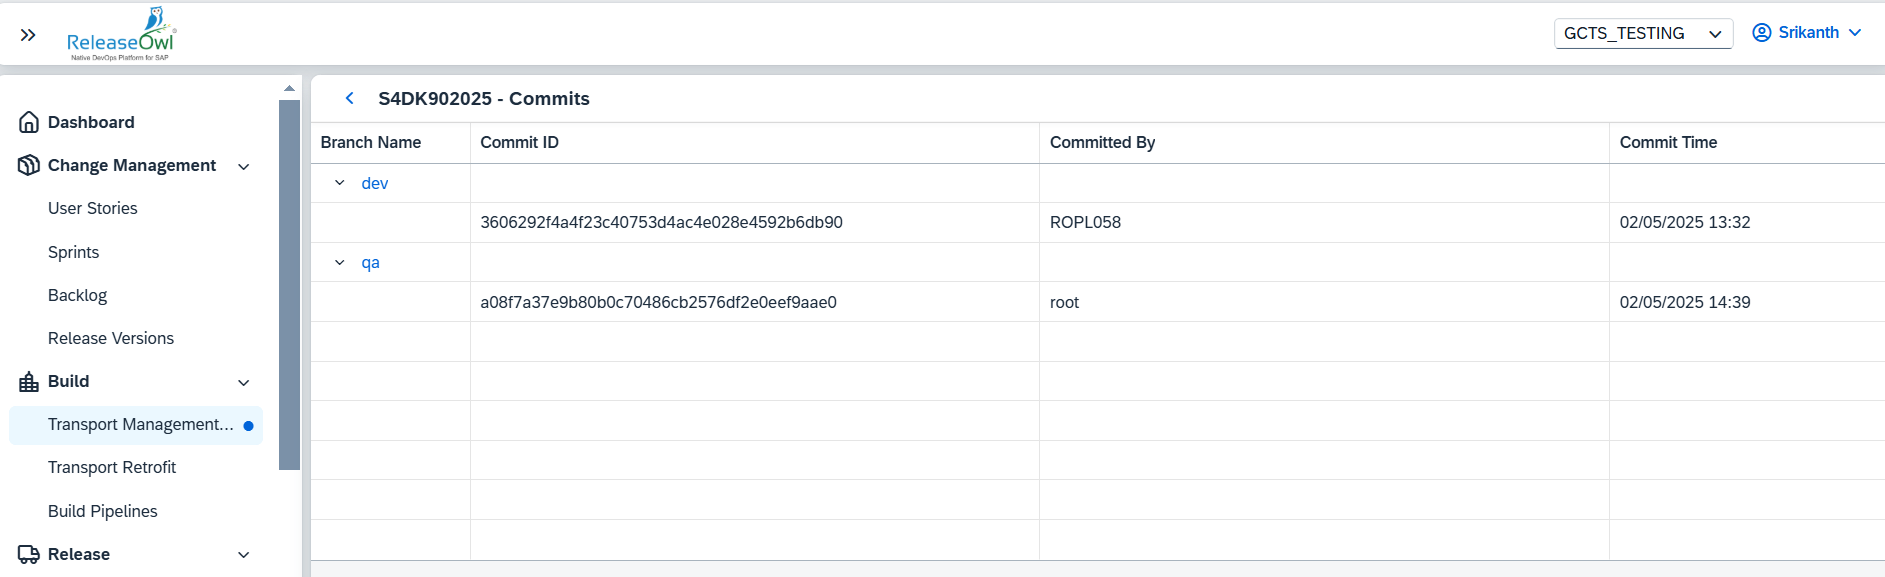 ReleaseOwl
Native DevOps Platform for SAP
GCTS_TESTING
Srikanth
Dashboard
Change Management
User Stories
Sprints
Backlog
Release Versions
Build
Transport Management...
Transport Retrofit
Build Pipelines
Release
S4DK902025 - Commits
Branch Name Commit ID Committed By Commit Time
dev
3606292f4a4f23c40753d4ac4e028e4592b6db90 ROPL058 02/05/2025 13:32
qa
a08f7a37e9b80b0c70486cb2576df2e0eef9aae0 root 02/05/2025 14:39